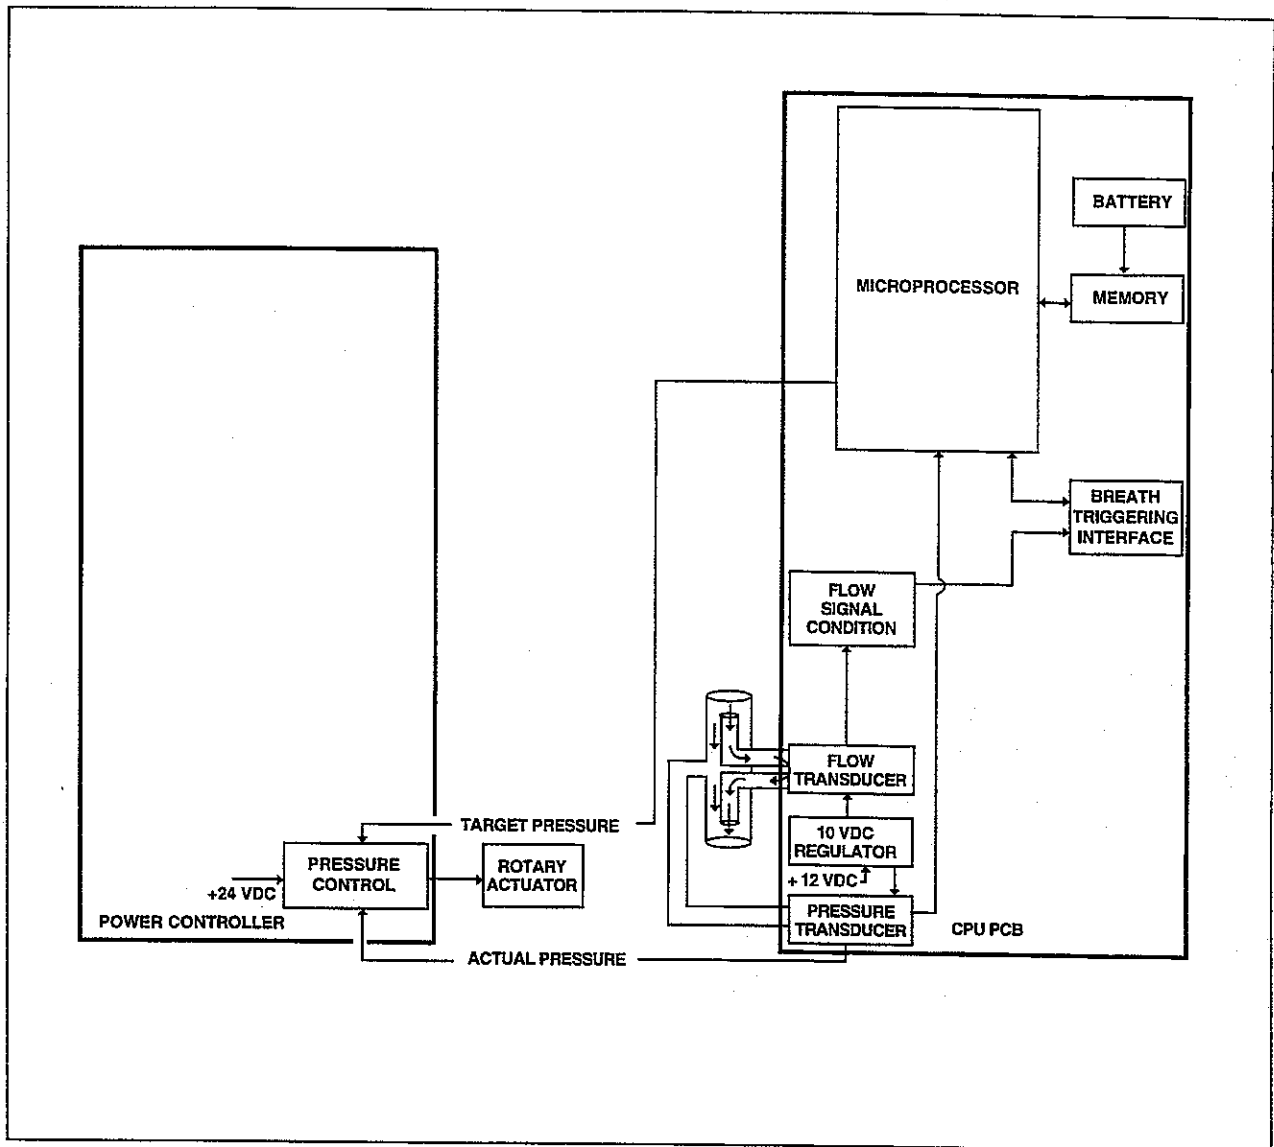 BATTERY
MICROPROCESSOR
MEMORY
BREATH
TRIGGERING
INTERFACE
FLOW
SIGNAL
CONDITION
FLOW
TRANSDUCER
TARGET PRESSURE
10 VDC
REGULATOR
+ 12 VDC
PRESSURE
CONTROL
ROTARY
ACTUATOR
+24 VDC
POWER CONTROLLER
PRESSURE
TRANSDUCER
CPU PCB
ACTUAL PRESSURE